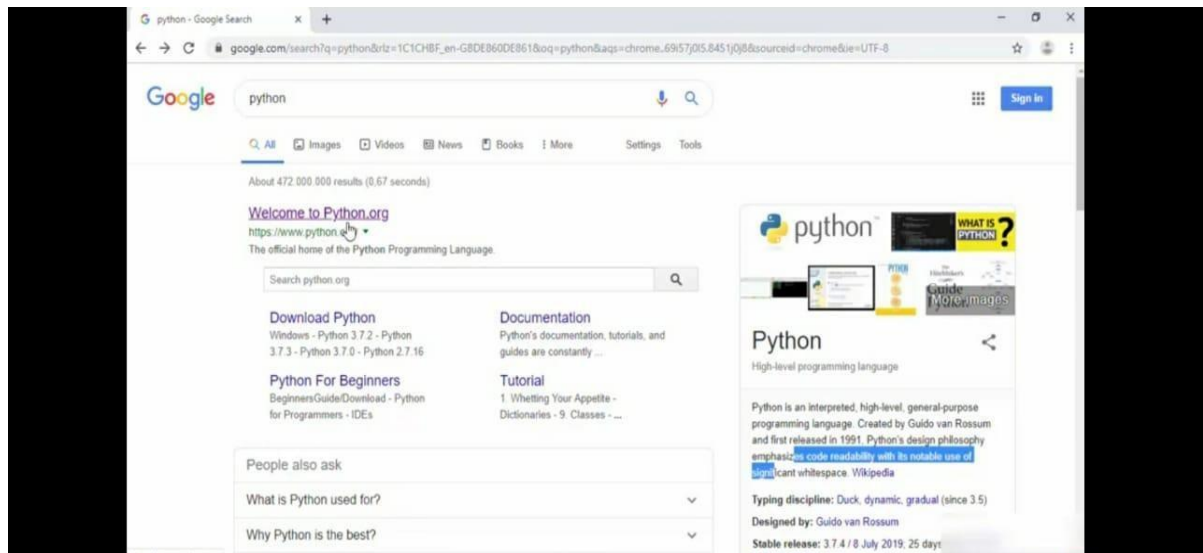 python - Google Search
google.com/search?q=python&rlz=1C1CHBF_en-GBDE860DE861&oq=python&aqs=chrome..69i57j0l5.8451j0j8&sourceid=chrome&ie=UTF-8
Google
python
Sign in
All Images Videos News Books More Settings Tools
About 472.000.000 results (0,67 seconds)
Welcome to Python.org
https://www.python.
The official home of the Python Programming Language.
Search python.org
Download Python
Windows - Python 3.7.2 - Python
3.7.3 - Python 3.7.0 - Python 2.7.16
Documentation
Python's documentation, tutorials, and
guides are constantly ...
Python For Beginners
BeginnersGuide/Download - Python
for Programmers - IDEs
Tutorial
1. Whetting Your Appetite -
Dictionaries - 9. Classes - ...
People also ask
What is Python used for?
Why Python is the best?
python
WHAT IS
PYTHON ?
PYTHON
Guide
More images
Python
High-level programming language
Python is an interpreted, high-level, general-purpose
programming language. Created by Guido van Rossum
and first released in 1991. Python's design philosophy
emphasizes code readability with its notable use of
significant whitespace. Wikipedia
Typing discipline: Duck, dynamic, gradual (since 3.5)
Designed by: Guido van Rossum
Stable release: 3.7.4 / 8 July 2019; 25 days